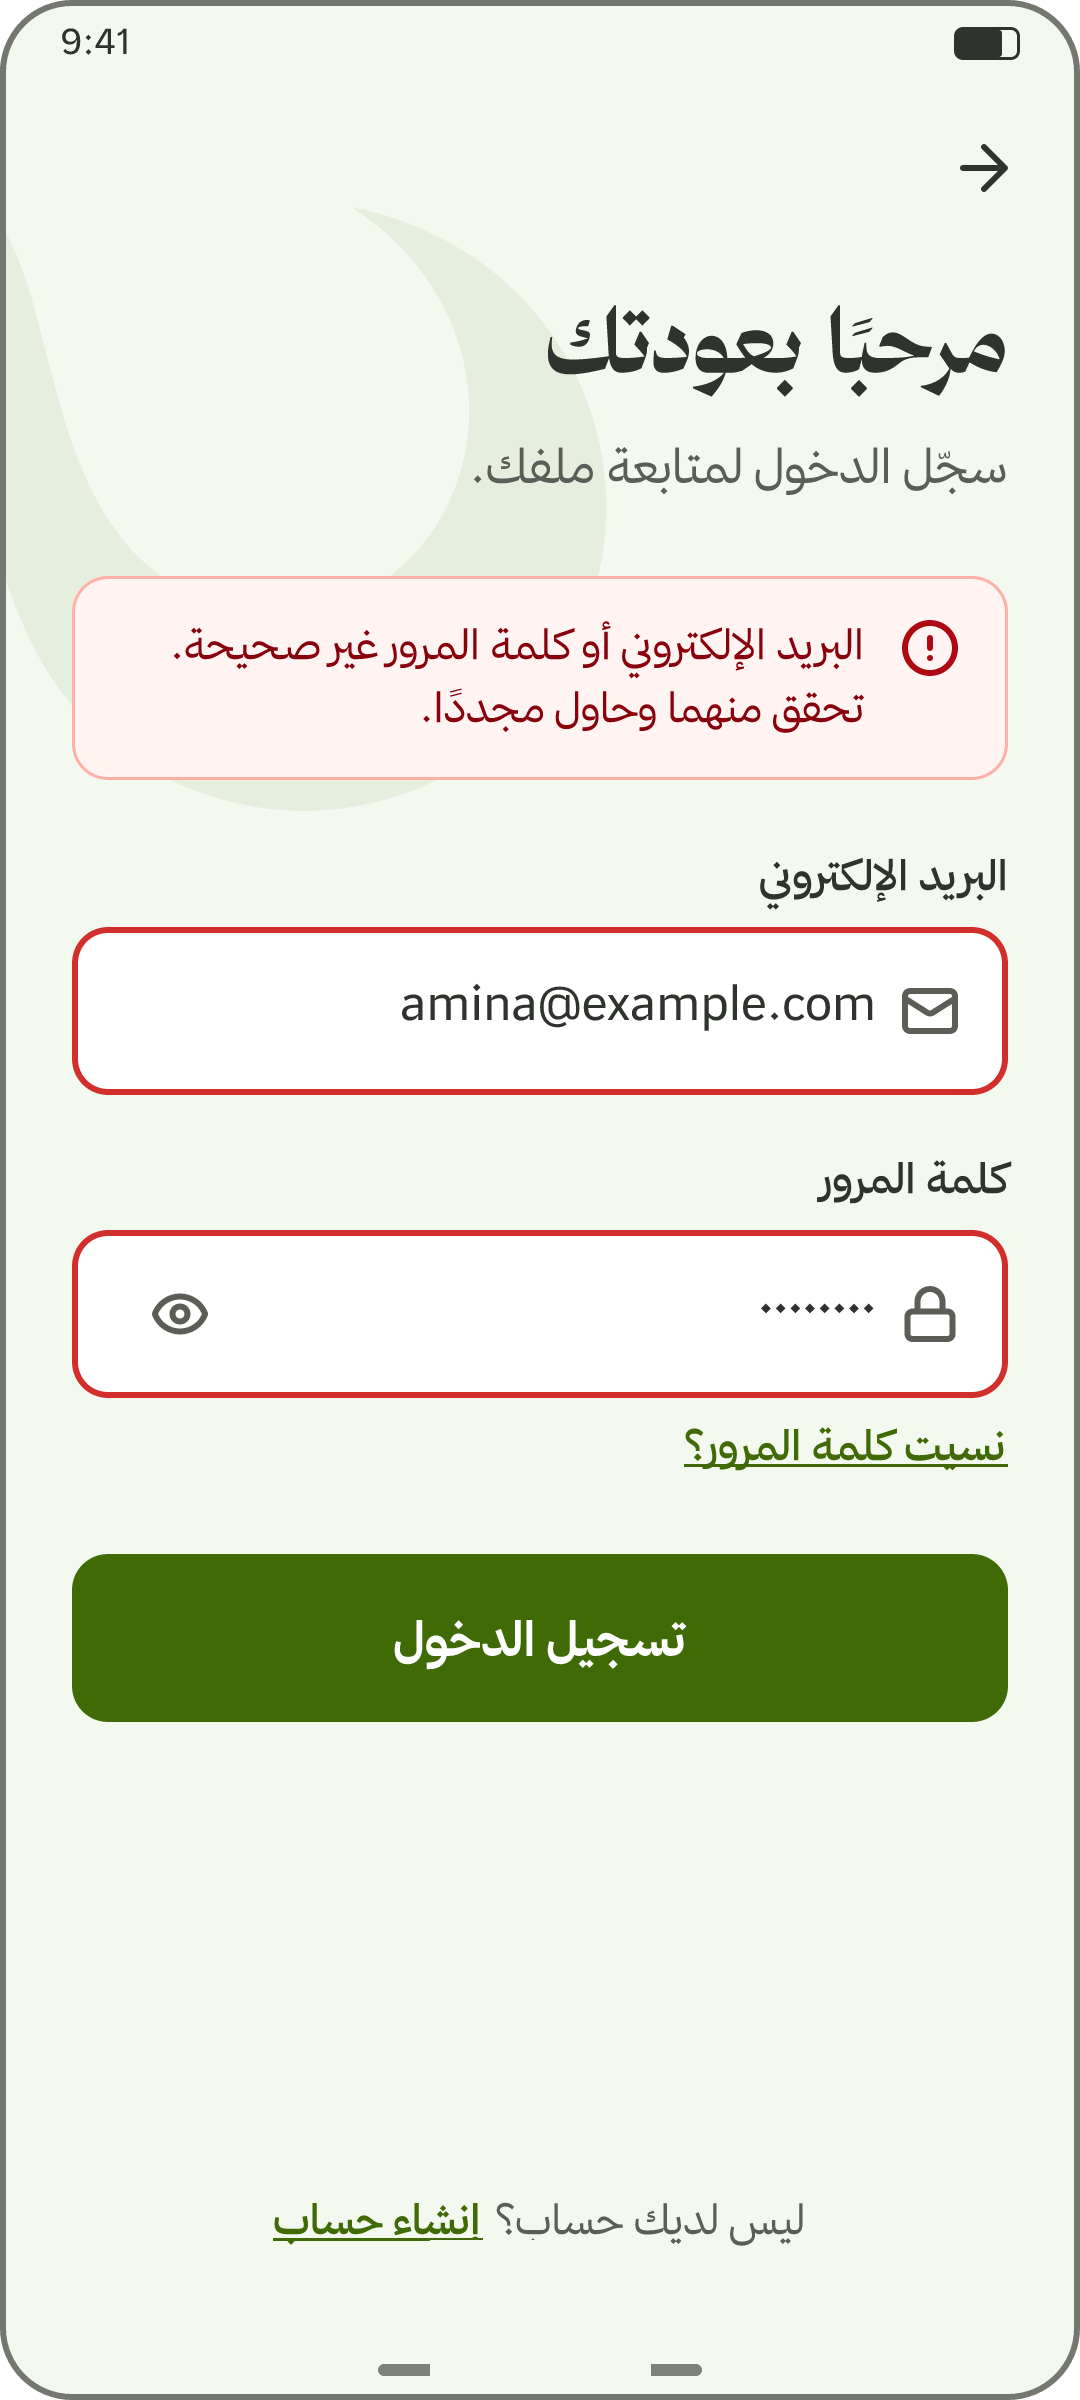 9:41
مرحبًا بعودتك
سجّل الدخول لمتابعة ملفك.
البريد الإلكتروني أو كلمة المرور غير صحيحة.
تحقق منهما وحاول مجددًا.
البريد الإلكتروني
amina@example.com
كلمة المرور
نسيت كلمة المرور؟
تسجيل الدخول
ليس لديك حساب؟ إنشاء حساب